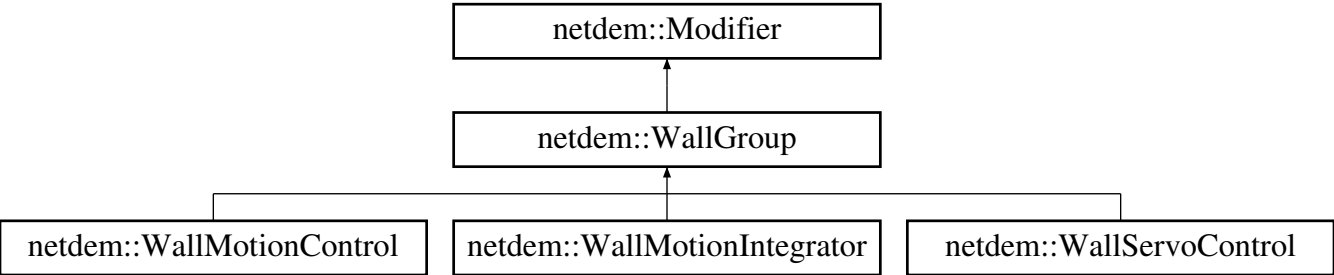 netdem::Modifier
netdem::WallGroup
netdem::WallMotionControl
netdem::WallMotionIntegrator
netdem::WallServoControl